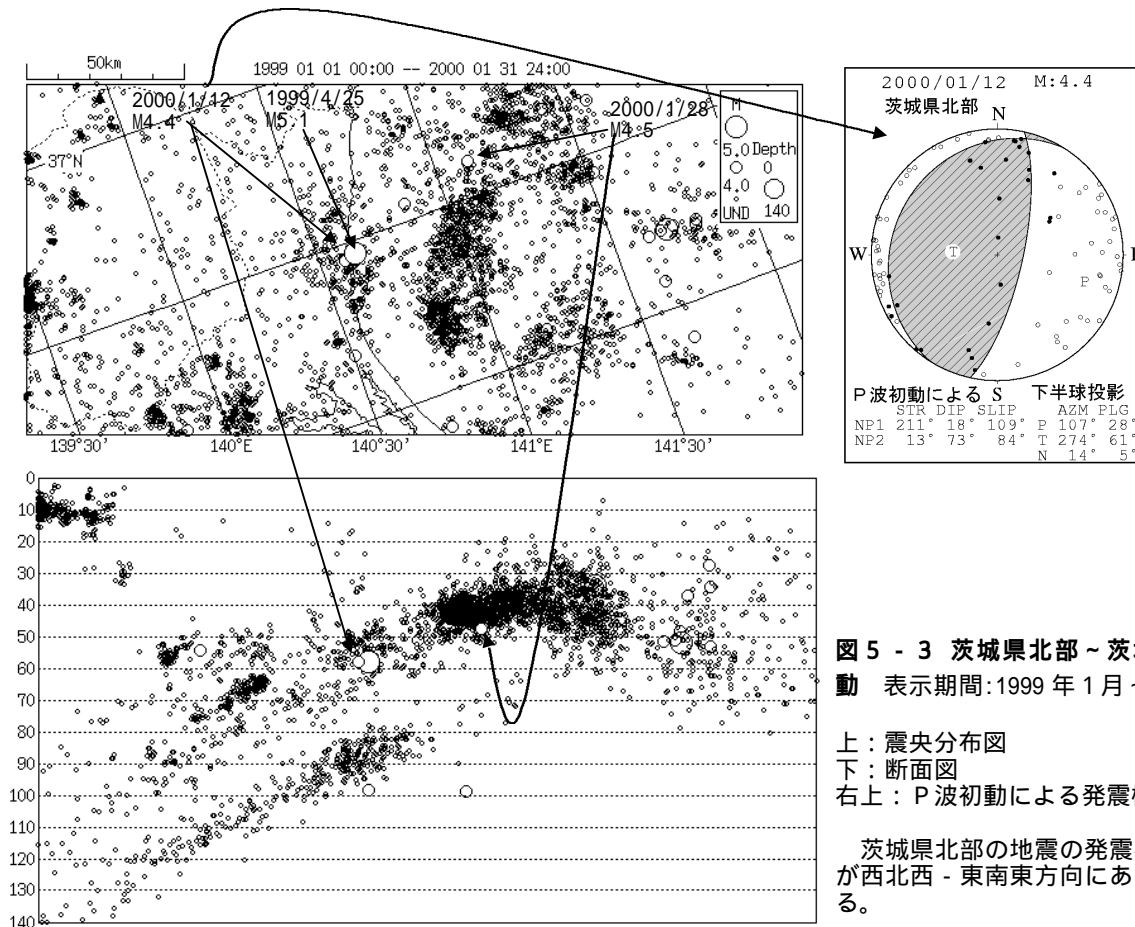 50km
1999 01 01 00:00 -- 2000 01 31 24:00
2000/1/12
M4.4
1999/4/25
M5.1
2000/1/28
M4.5
37°N
M
5.0 Depth
0
4.0
UND 140
139°30' 140°E 140°30' 141°E 141°30'
2000/01/12 M:4.4
茨城県北部
N
W
T
P
P波初動による S 下半球投影
STR DIP SLIP AZM PLG
NP1 211° 18° 109° P 107° 28°
NP2 13° 73° 84° T 274° 61°
N 14° 5°
0
10
20
30
40
50
60
70
80
90
100
110
120
130
140
図5-3 茨城県北部~茨
動 表示期間:1999年1月~
上:震央分布図
下:断面図
右上:P波初動による発震
茨城県北部の地震の発震
が西北西-東南東方向にあ
る。